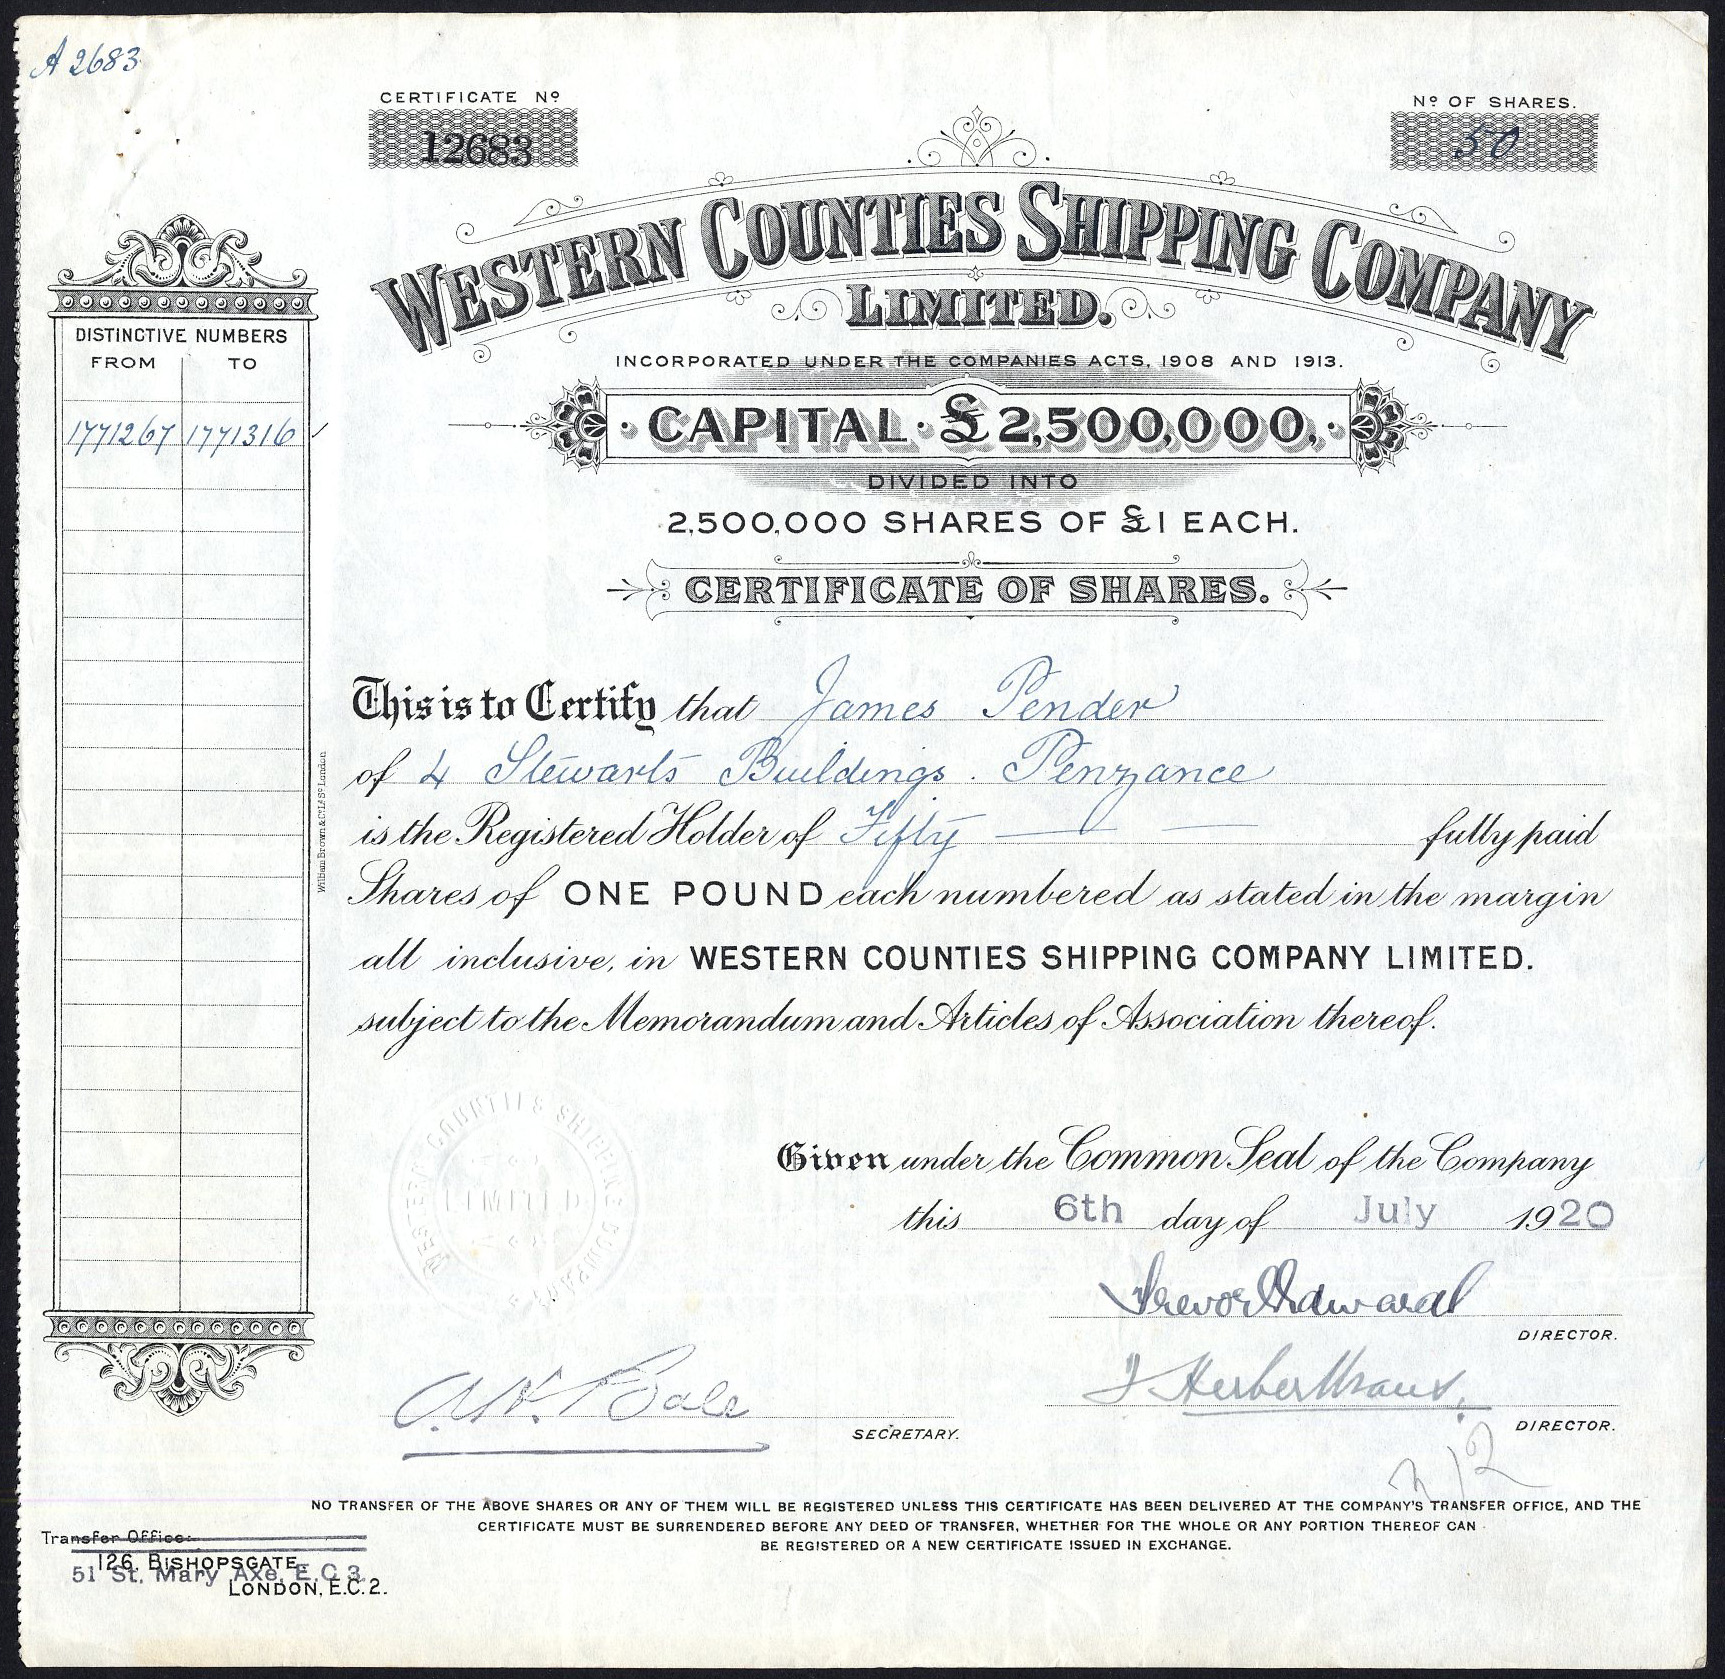 A 2683
CERTIFICATE Nº
12683
Nº OF SHARES.
50
WESTERN COUNTIES SHIPPING COMPANY
LIMITED.
INCORPORATED UNDER THE COMPANIES ACTS, 1908 AND 1913.
CAPITAL · £2,500,000,
DIVIDED INTO
2,500,000 SHARES OF £1 EACH.
CERTIFICATE OF SHARES.
DISTINCTIVE NUMBERS
FROM TO
1771267 1771316
This is to Certify that James Pender
of 4 Stewarts Buildings. Penzance
is the Registered Holder of Fifty fully paid
Shares of ONE POUND each numbered as stated in the margin
all inclusive, in WESTERN COUNTIES SHIPPING COMPANY LIMITED.
subject to the Memorandum and Articles of Association thereof.
William Brown & Co Ld London
WESTERN COUNTIES SHIPPING COMPANY
LIMITED
Given under the Common Seal of the Company
this 6th day of July 1920
Trevor Edwards
DIRECTOR.
DIRECTOR.
Bale
SECRETARY.
NO TRANSFER OF THE ABOVE SHARES OR ANY OF THEM WILL BE REGISTERED UNLESS THIS CERTIFICATE HAS BEEN DELIVERED AT THE COMPANY'S TRANSFER OFFICE, AND THE
CERTIFICATE MUST BE SURRENDERED BEFORE ANY DEED OF TRANSFER, WHETHER FOR THE WHOLE OR ANY PORTION THEREOF CAN
BE REGISTERED OR A NEW CERTIFICATE ISSUED IN EXCHANGE.
Transfer Office:
126, BISHOPSGATE,
51 St. Mary Axe, E.C.3.
LONDON, E.C.2.